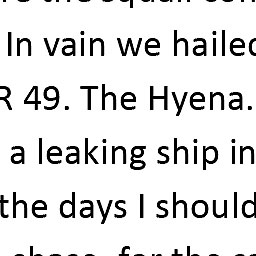 In vain we hailed
R 49. The Hyena.
a leaking ship in
the days I should